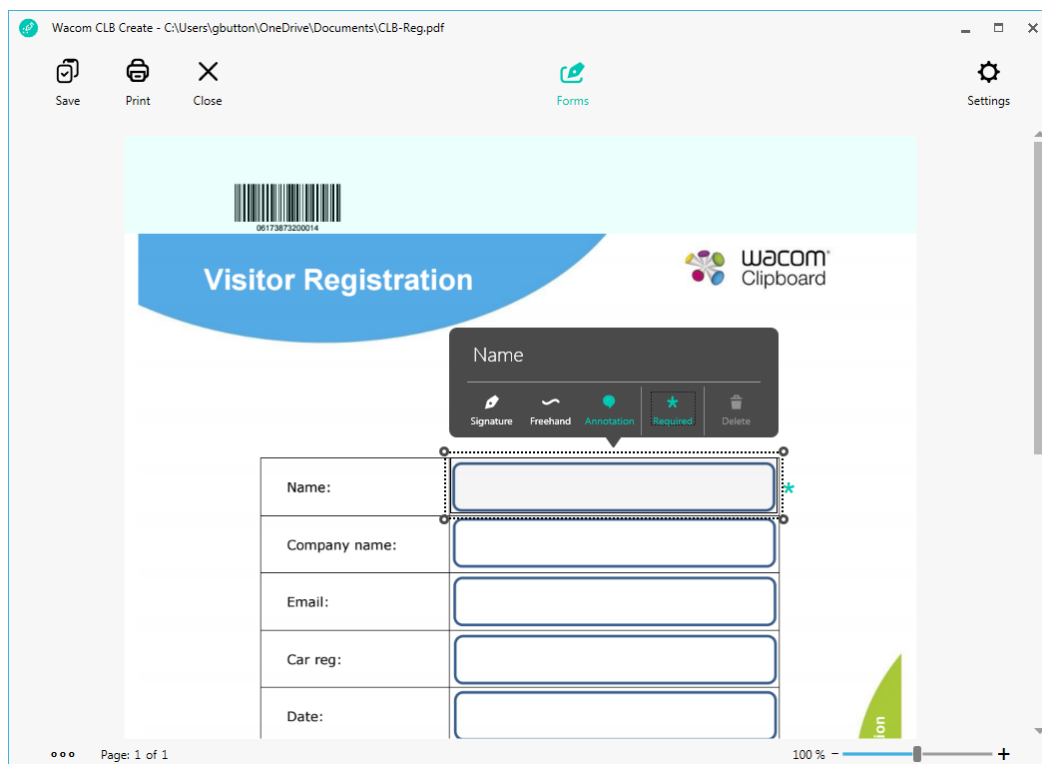 Wacom CLB Create - C:\Users\gbutton\OneDrive\Documents\CLB-Reg.pdf
Save Print Close Forms Settings
06173873200014
Visitor Registration
wacom®
Clipboard
Name
Signature Freehand Annotation Required Delete
Name: *
Company name:
Email:
Car reg:
Date:
Page: 1 of 1 100 % - +